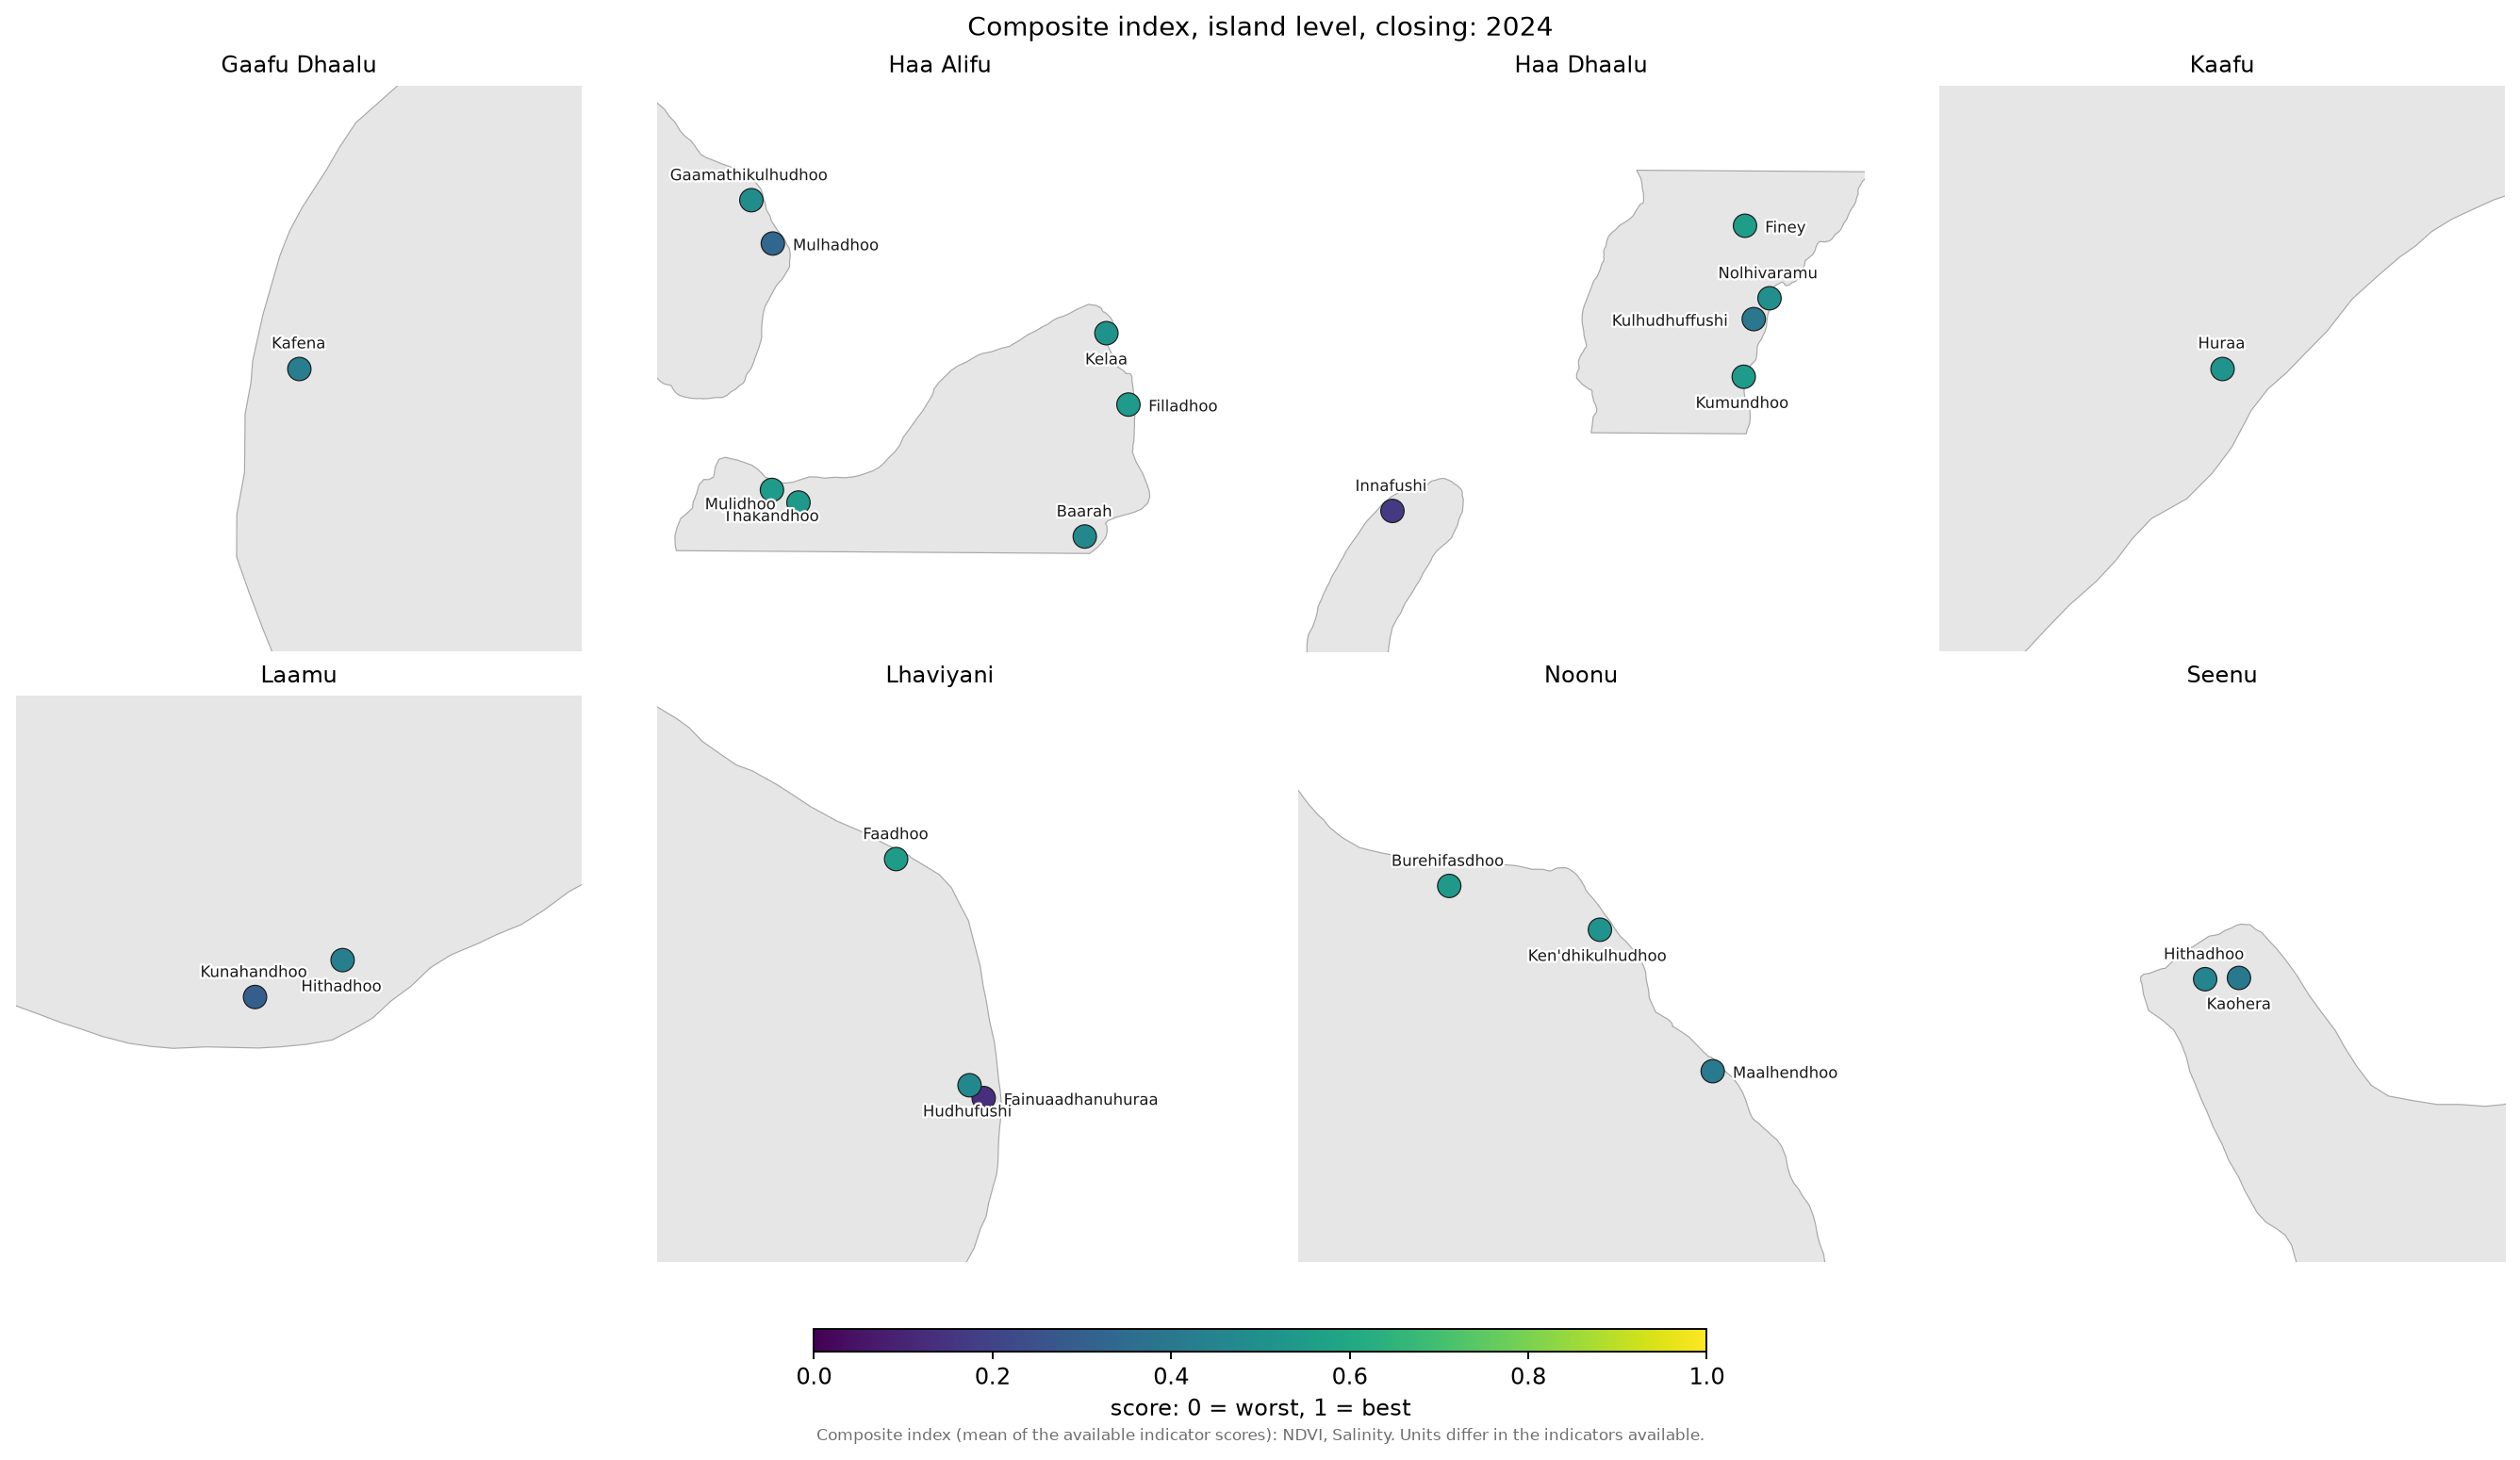 Composite index, island level, closing: 2024
Gaafu Dhaalu
Haa Alifu
Haa Dhaalu
Kaafu
Kafena
Gaamathikulhudhoo
Mulhadhoo
Kelaa
Filladhoo
Mulidhoo
Thakandhoo
Baarah
Finey
Nolhivaramu
Kulhudhuffushi
Kumundhoo
Innafushi
Huraa
Laamu
Lhaviyani
Noonu
Seenu
Kunahandhoo
Hithadhoo
Faadhoo
Hudhufushi
Fainuaadhanuhuraa
Burehifasdhoo
Ken'dhikulhudhoo
Maalhendhoo
Hithadhoo
Kaohera
0.0 0.2 0.4 0.6 0.8 1.0
score: 0 = worst, 1 = best
Composite index (mean of the available indicator scores): NDVI, Salinity. Units differ in the indicators available.